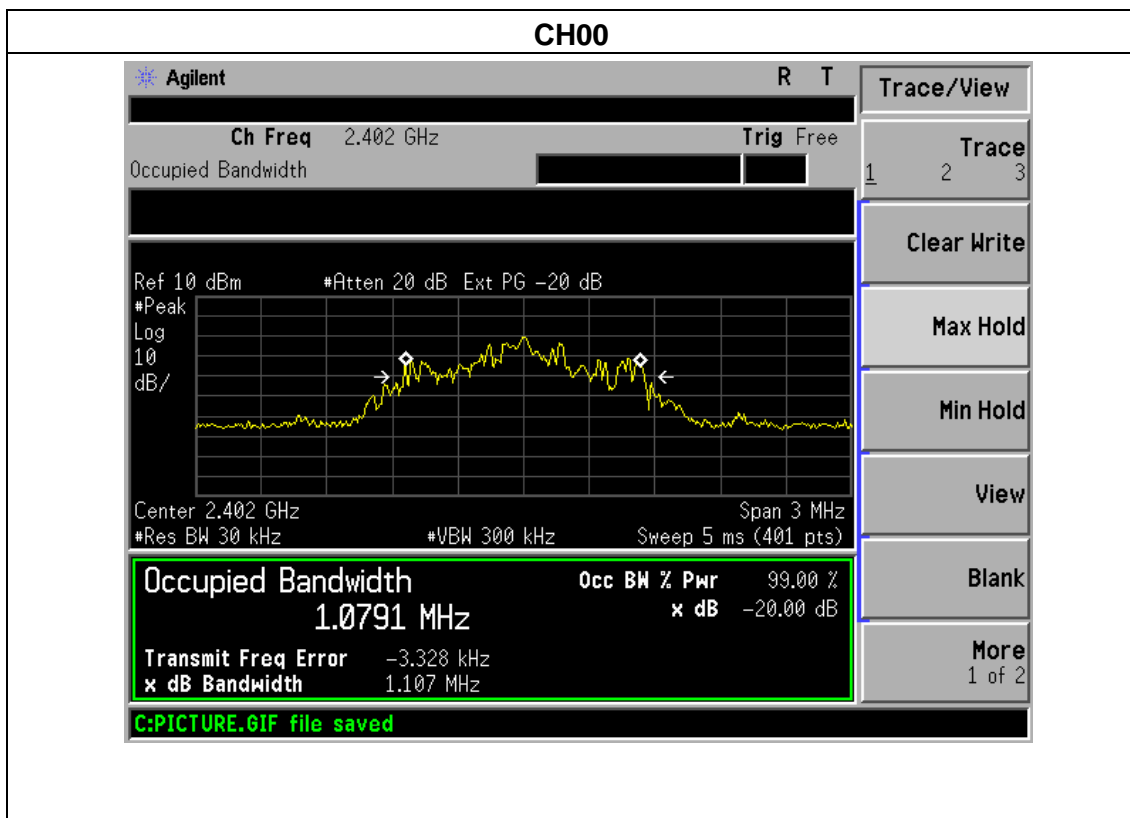 CH00
Agilent R T
Trace/View
Ch Freq 2.402 GHz Trig Free
Occupied Bandwidth
Trace
1 2 3
Clear Write
Max Hold
Min Hold
View
Blank
More
1 of 2
Ref 10 dBm #Atten 20 dB Ext PG -20 dB
#Peak
Log
10
dB/
Center 2.402 GHz Span 3 MHz
#Res BW 30 kHz #VBW 300 kHz Sweep 5 ms (401 pts)
Occupied Bandwidth Occ BW % Pwr 99.00 %
1.0791 MHz x dB -20.00 dB
Transmit Freq Error -3.328 kHz
x dB Bandwidth 1.107 MHz
C:PICTURE.GIF file saved